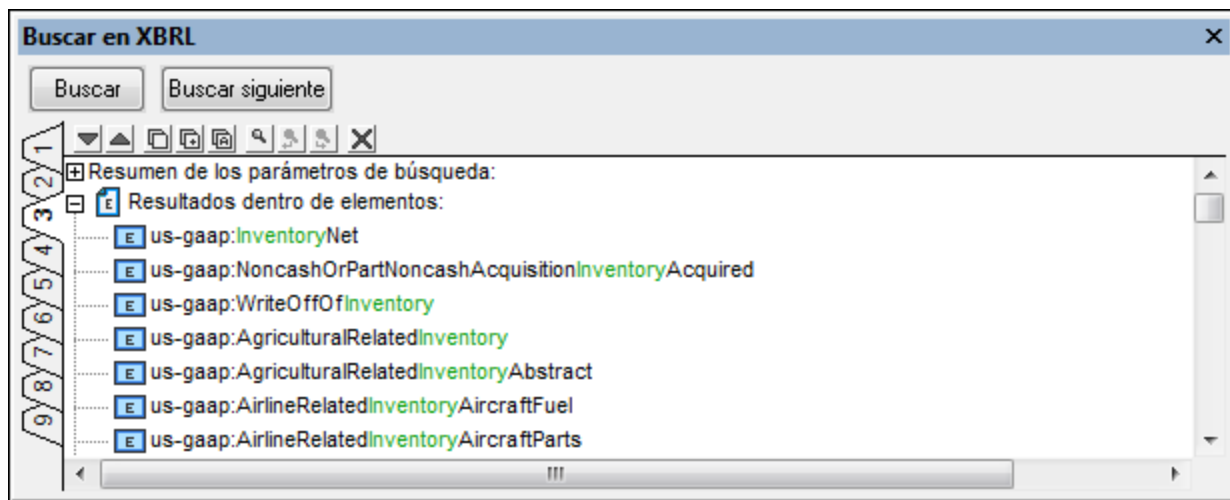 Buscar en XBRL
Buscar
Buscar siguiente
1
2
3
4
5
6
7
8
9
Resumen de los parámetros de búsqueda:
E Resultados dentro de elementos:
E us-gaap:InventoryNet
E us-gaap:NoncashOrPartNoncashAcquisitionInventoryAcquired
E us-gaap:WriteOffOfInventory
E us-gaap:AgriculturalRelatedInventory
E us-gaap:AgriculturalRelatedInventoryAbstract
E us-gaap:AirlineRelatedInventoryAircraftFuel
E us-gaap:AirlineRelatedInventoryAircraftParts